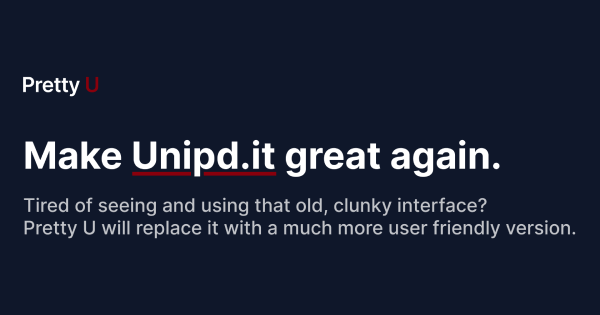 Pretty U
Make Unipd.it great again.
Tired of seeing and using that old, clunky interface?
Pretty U will replace it with a much more user friendly version.